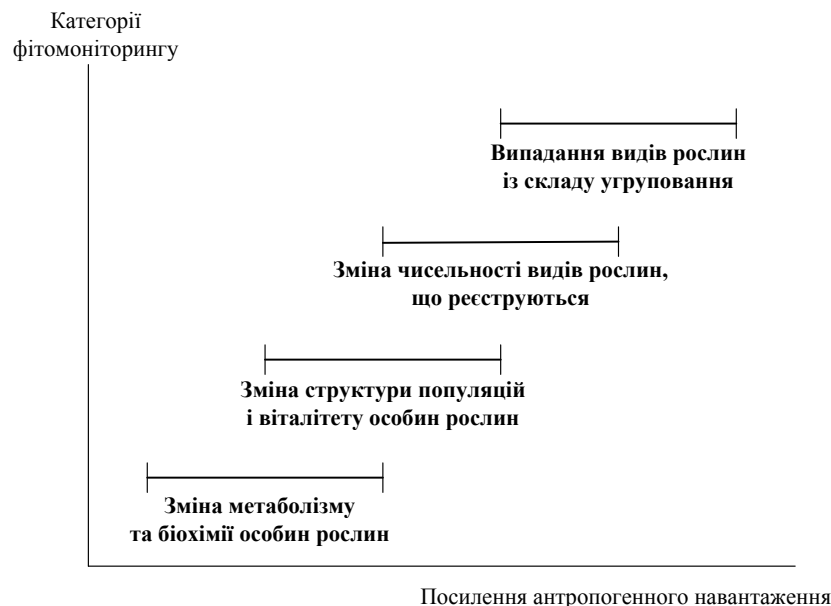 Категорії
фітомоніторингу
Випадання видів рослин
із складу угруповання
Зміна чисельності видів рослин,
що реєструються
Зміна структури популяцій
і віталітету особин рослин
Зміна метаболізму
та біохімії особин рослин
Посилення антропогенного навантаження